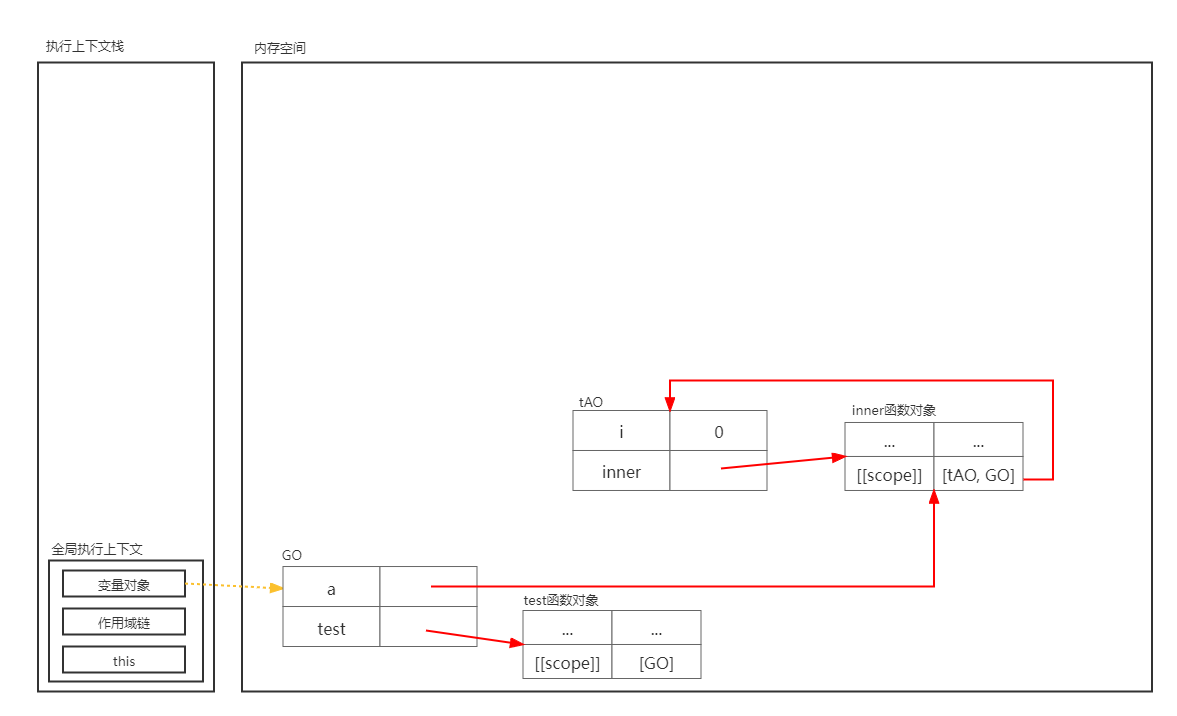 执行上下文栈
内存空间
tAO
i 0
inner
inner函数对象
... ...
[[scope]] [tAO, GO]
全局执行上下文
变量对象
作用域链
this
GO
a
test
test函数对象
... ...
[[scope]] [GO]